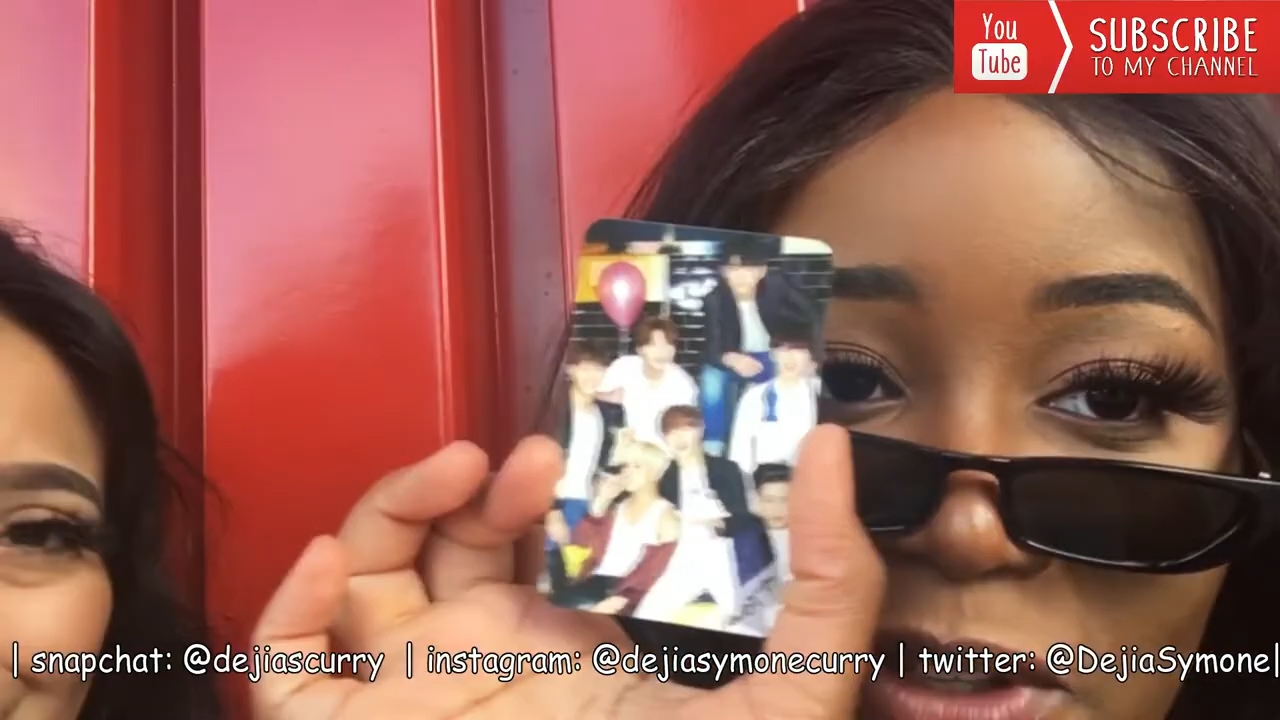 You
Tube
SUBSCRIBE
TO MY CHANNEL
| snapchat: @dejiascurry | instagram: @dejiasymonecurry | twitter: @DejiaSymone|